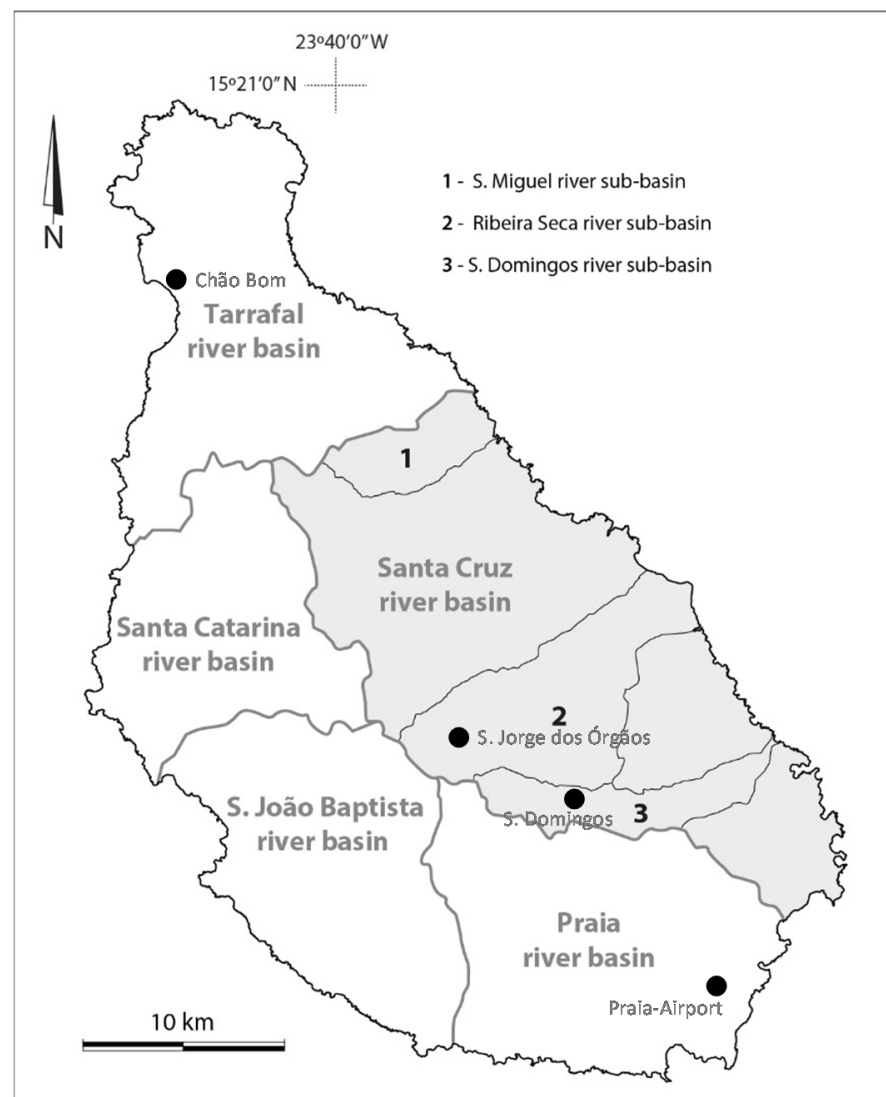 23º40'0"W
15º21'0"N
N
1 - S. Miguel river sub-basin
2 - Ribeira Seca river sub-basin
3 - S. Domingos river sub-basin
Chão Bom
Tarrafal
river basin
1
Santa Cruz
river basin
Santa Catarina
river basin
2
S. Jorge dos Órgãos
S. João Baptista
river basin
3
S. Domingos
Praia
river basin
Praia-Airport
10 km